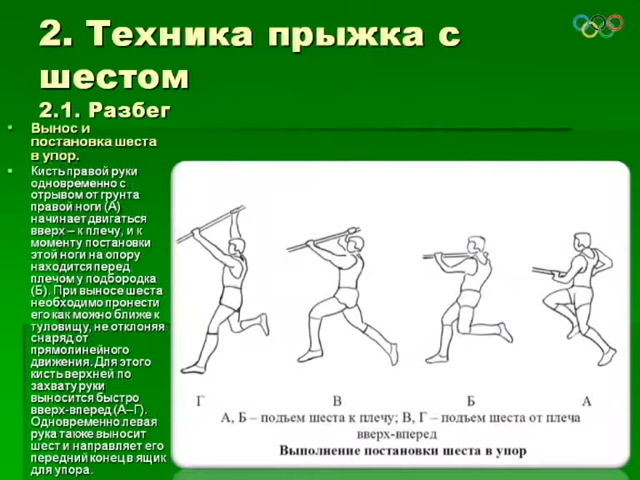 2. Техника прыжка с
шестом
2.1. Разбег
Вынос и
постановка шеста
в упор.
Кисть правой руки
одновременно с
отрывом от грунта
правой ноги (А)
начинает двигаться
вверх – к плечу, и к
моменту постановки
этой ноги на опору
находится перед
плечом у подбородка
(Б). При выносе шеста
необходимо пронести
его как можно ближе к
туловищу, не отклоняя
снаряд от
прямолинейного
движения. Для этого
кисть верхней по
захвату руки
выносится быстро
вверх-вперед (А–Г).
Одновременно левая
рука также выносит
шест и направляет его
передний конец в ящик
для упора.
Г В Б А
А, Б – подъем шеста к плечу; В, Г – подъем шеста от плеча
вверх-вперед
Выполнение постановки шеста в упор